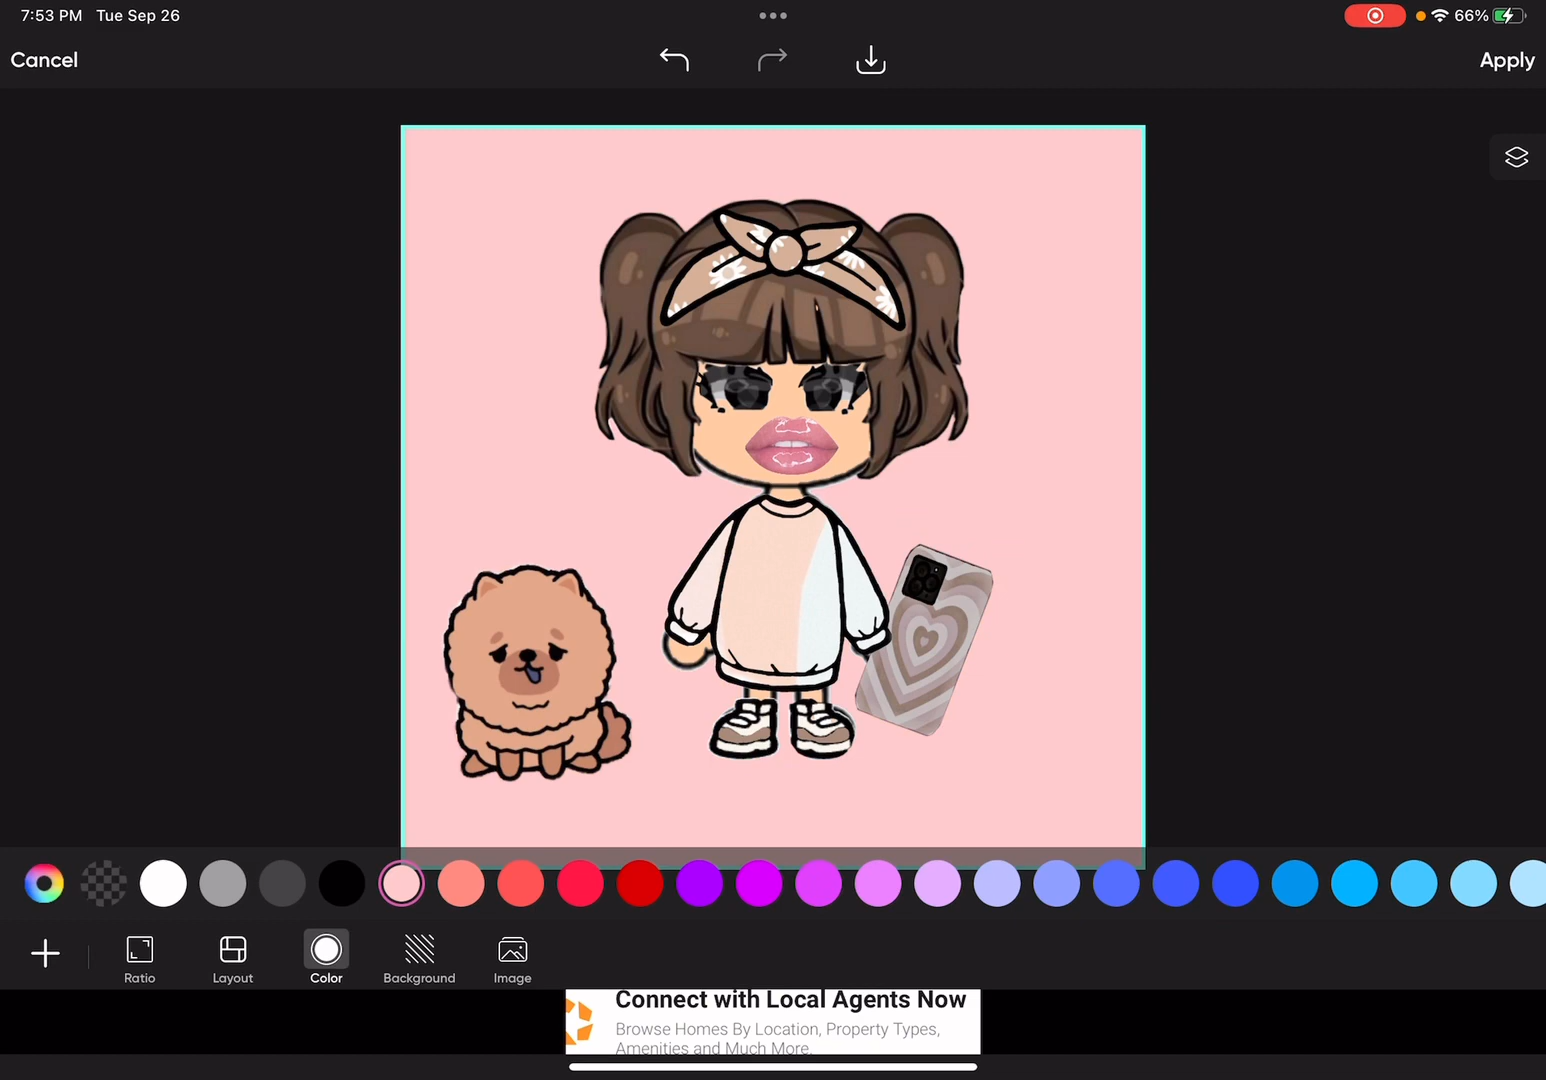 7:53 PM Tue Sep 26
66%
Cancel
Apply
Ratio
Layout
Color
Background
Image
Connect with Local Agents Now
Browse Homes By Location, Property Types,
Amenities and Much More.